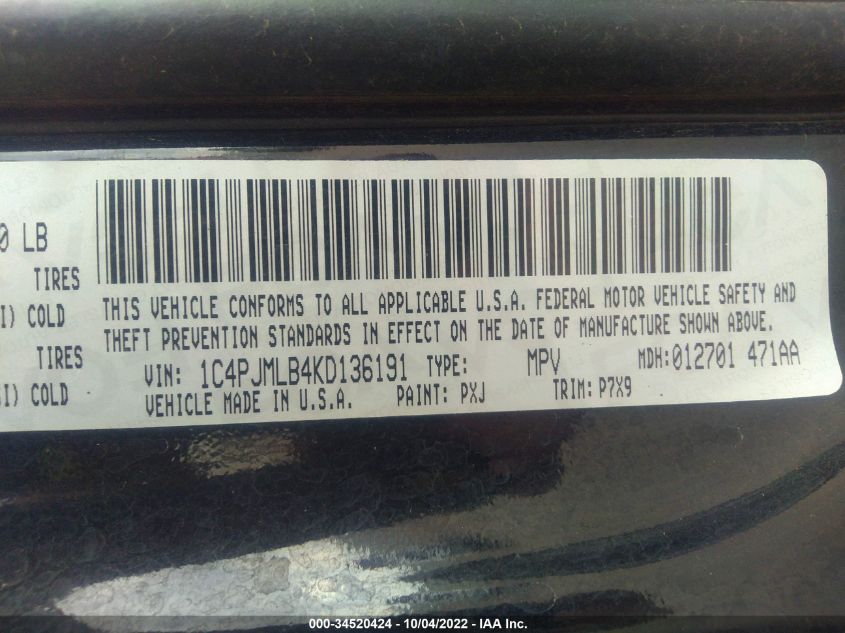 0 LB
TIRES
I) COLD
TIRES
SI) COLD
THIS VEHICLE CONFORMS TO ALL APPLICABLE U.S.A. FEDERAL MOTOR VEHICLE SAFETY AND
THEFT PREVENTION STANDARDS IN EFFECT ON THE DATE OF MANUFACTURE SHOWN ABOVE.
VIN: 1C4PJMLB4KD136191 TYPE: MPV MDH:012701 471AA
VEHICLE MADE IN U.S.A. PAINT: PXJ TRIM: P7X9
000-34520424 - 10/04/2022 - IAA Inc.